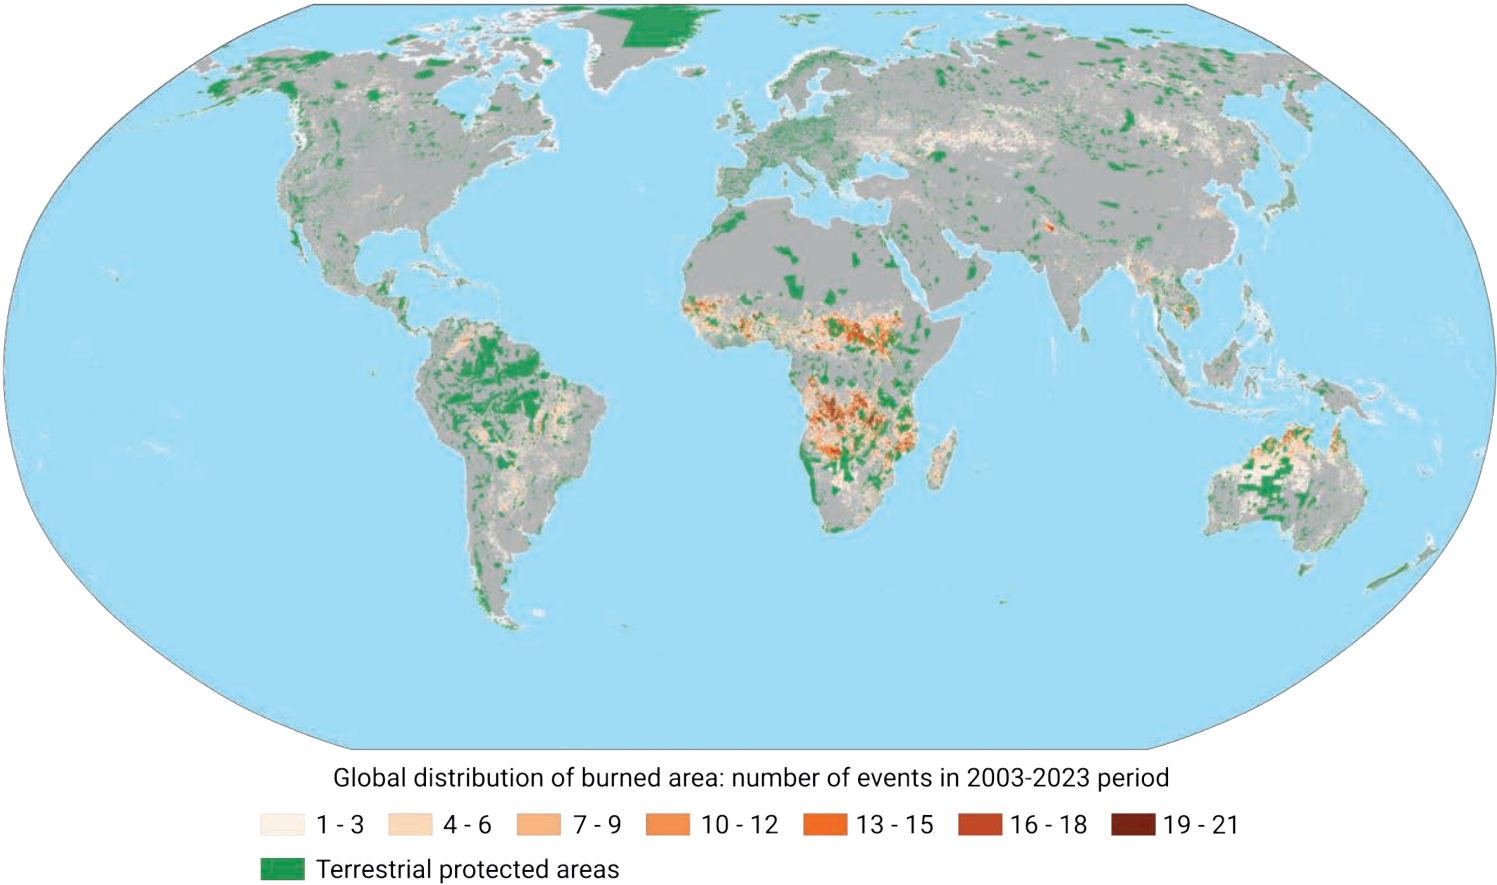 Global distribution of burned area: number of events in 2003-2023 period
1 - 3 4 - 6 7 - 9 10 - 12 13 - 15 16 - 18 19 - 21
Terrestrial protected areas